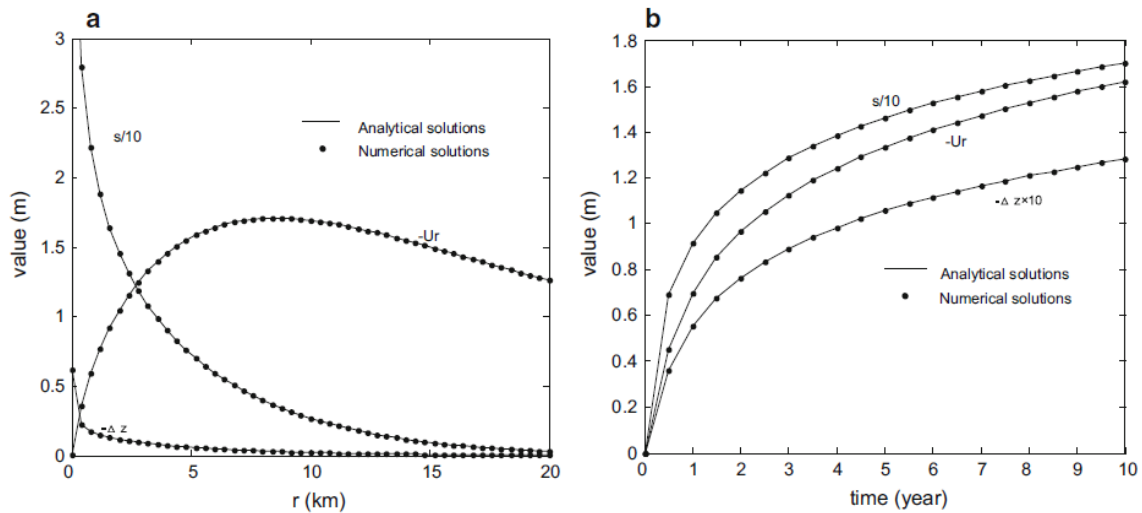 a
3
2.5
2
1.5
1
0.5
0
value (m)
s/10
Analytical solutions
Numerical solutions
-Ur
-△ z
0 5 10 15 20
r (km)
b
1.8
1.6
1.4
1.2
1
0.8
0.6
0.4
0.2
0
value (m)
s/10
-Ur
-△ z×10
Analytical solutions
Numerical solutions
0 1 2 3 4 5 6 7 8 9 10
time (year)